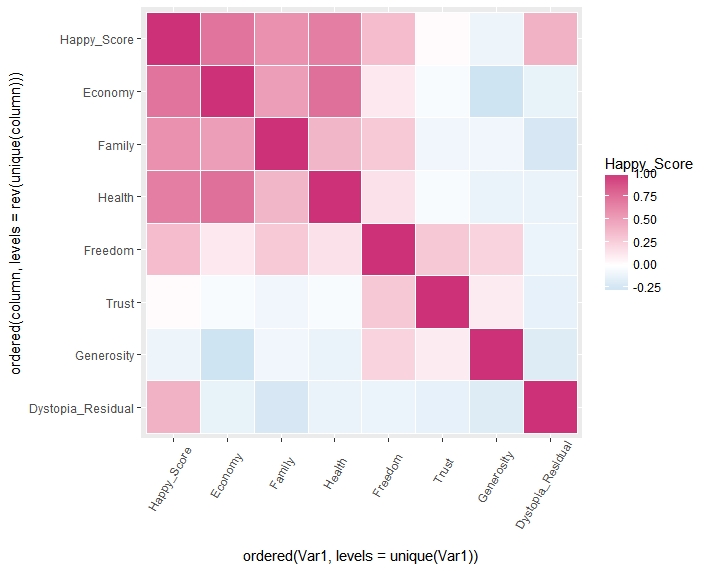 ordered(column, levels = rev(unique(column)))
Happy_Score
Economy
Family
Health
Freedom
Trust
Generosity
Dystopia_Residual
Happy_Score
Economy
Family
Health
Freedom
Trust
Generosity
Dystopia_Residual
ordered(Var1, levels = unique(Var1))
Happy_Score
1.00
0.75
0.50
0.25
0.00
-0.25